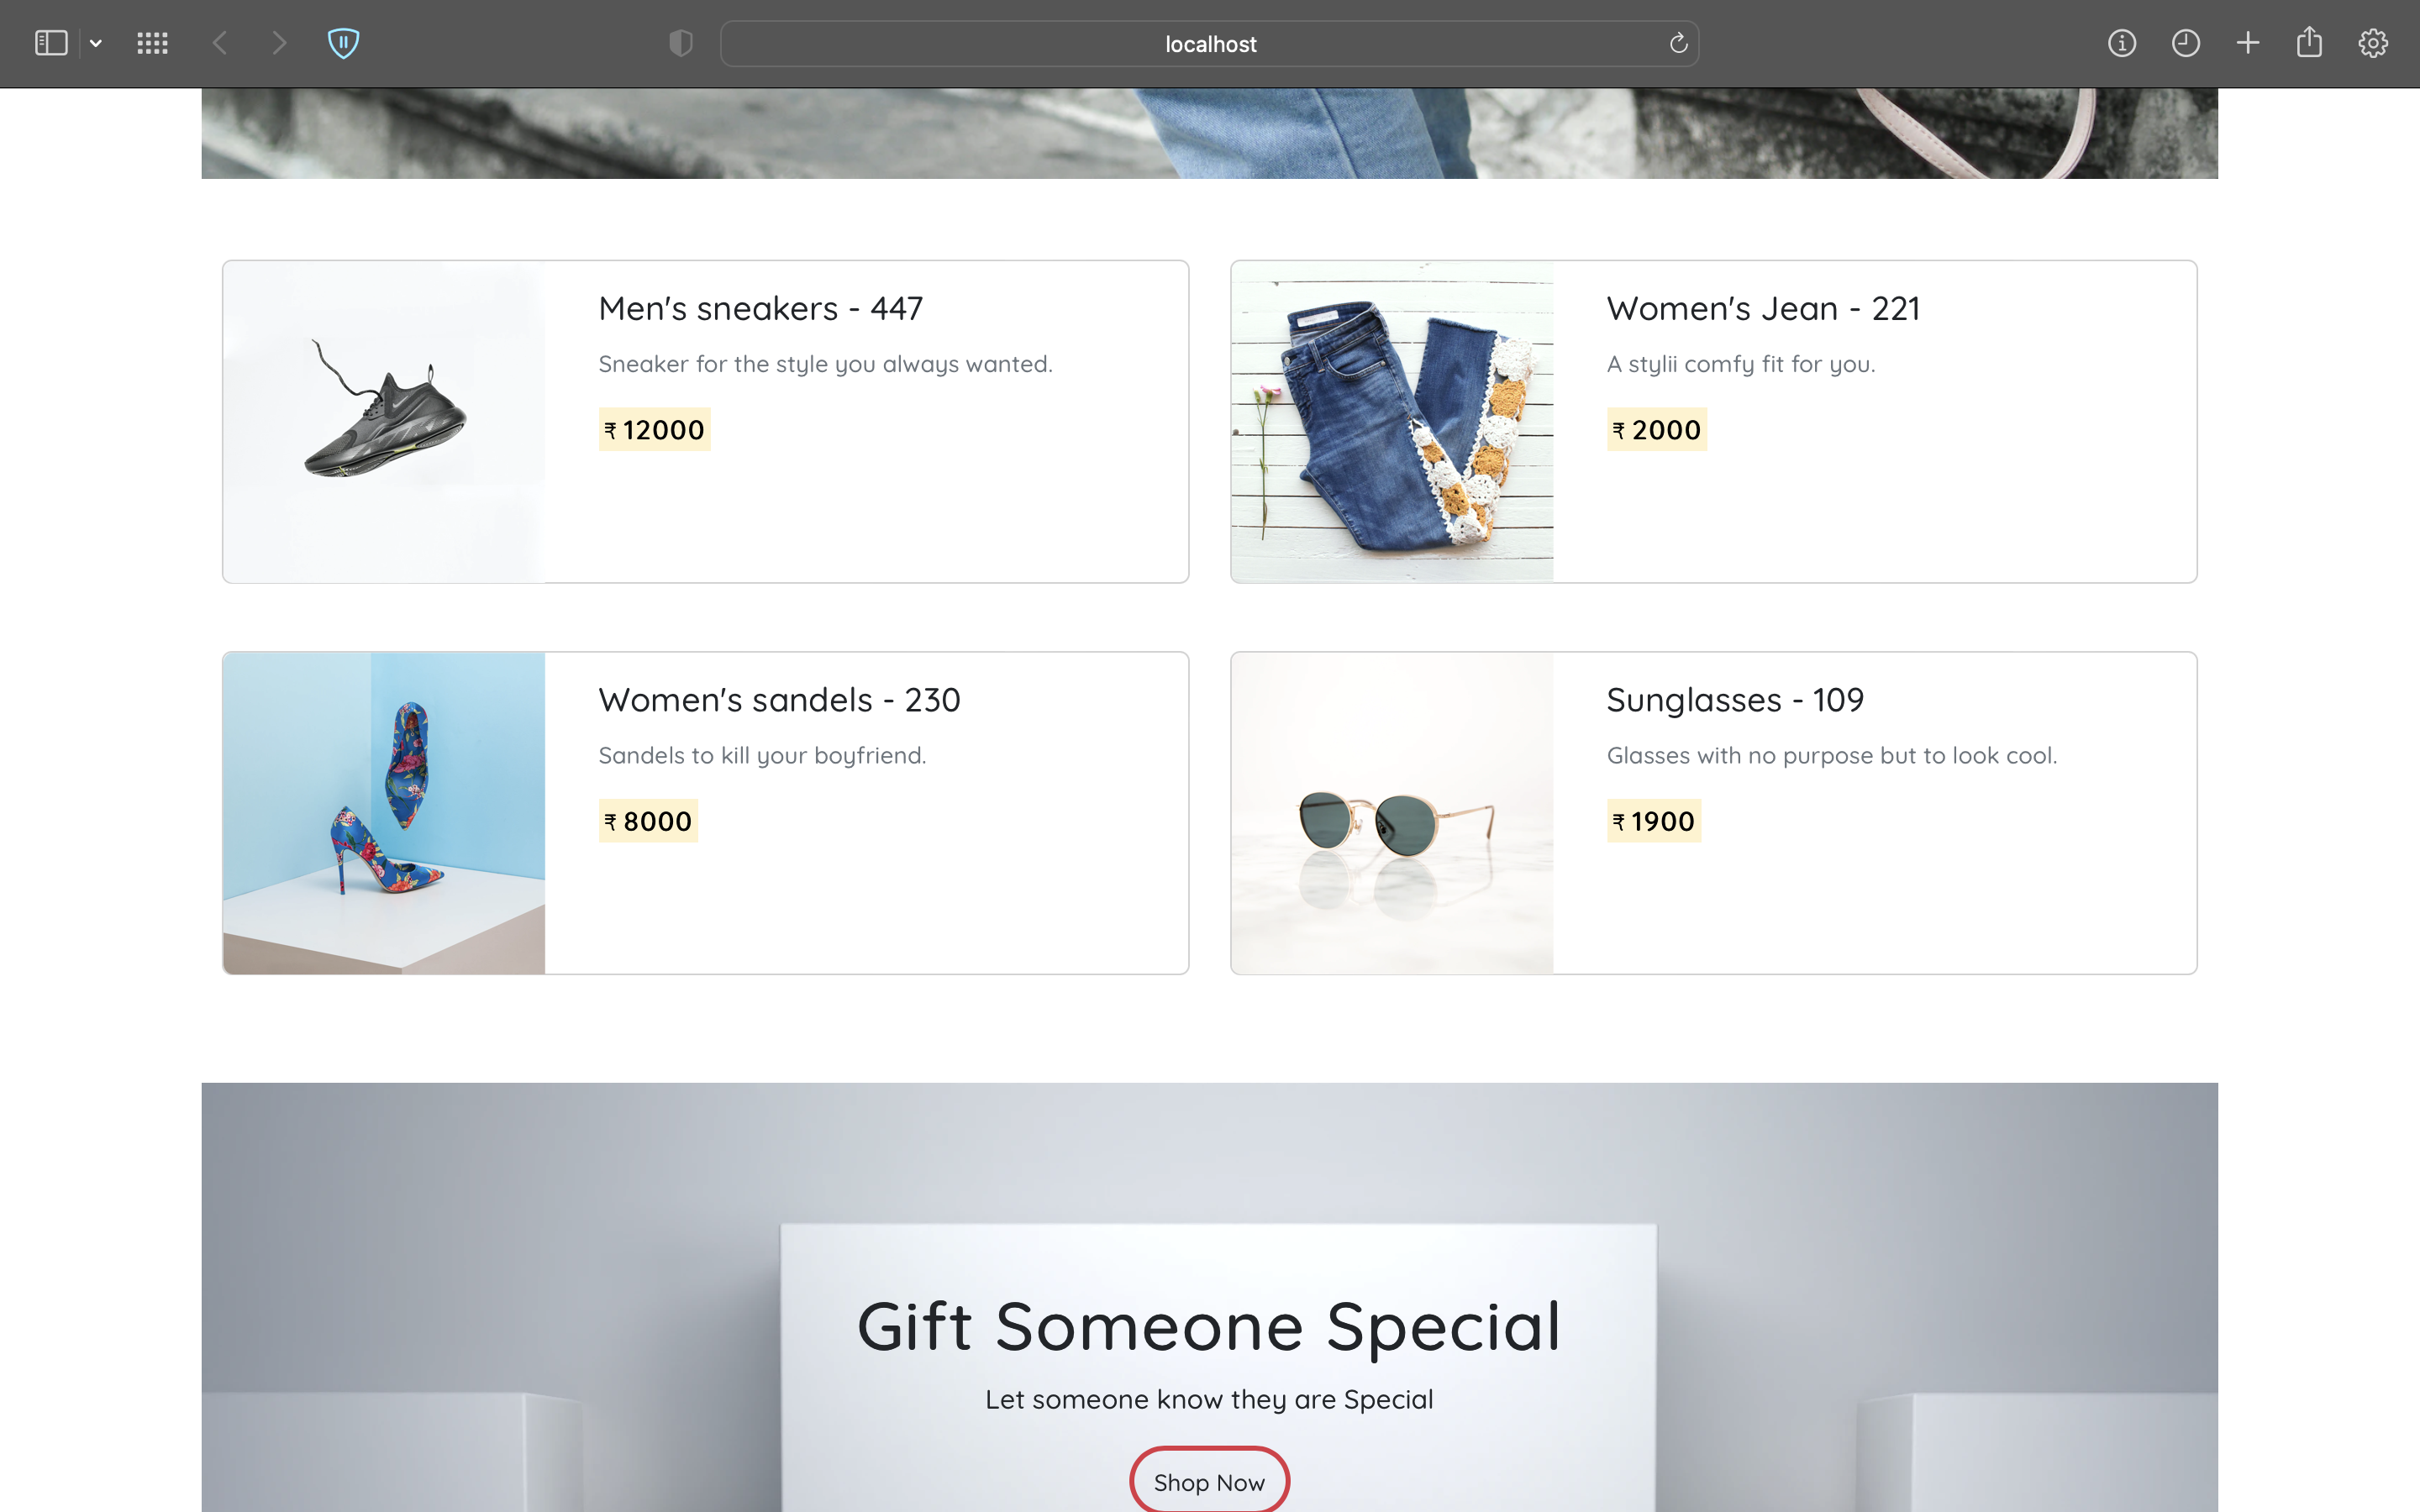 localhost
Men's sneakers - 447
Sneaker for the style you always wanted.
₹ 12000
Women's Jean - 221
A stylii comfy fit for you.
₹ 2000
Women's sandels - 230
Sandels to kill your boyfriend.
₹ 8000
Sunglasses - 109
Glasses with no purpose but to look cool.
₹ 1900
Gift Someone Special
Let someone know they are Special
Shop Now